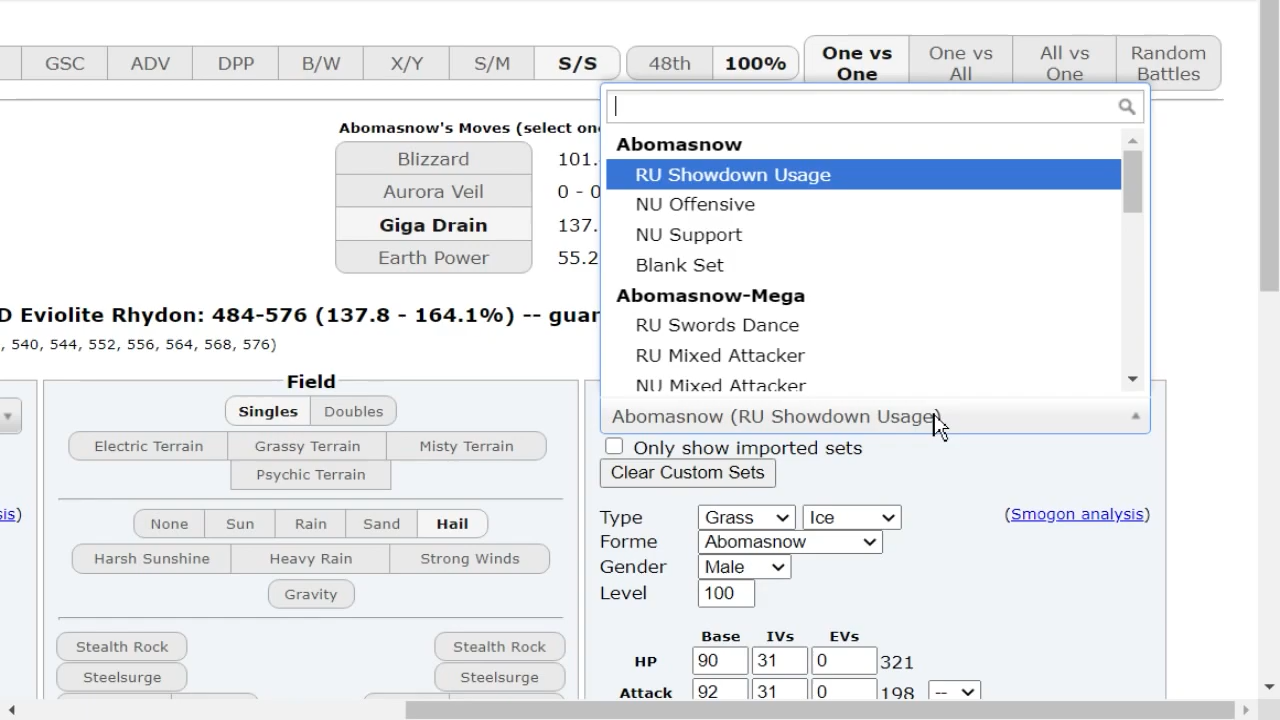 GSC ADV DPP B/W X/Y S/M S/S 48th 100% One vs One One vs All All vs One Random Battles
Abomasnow's Moves (select one
Blizzard 101.
Aurora Veil 0 - 0
Giga Drain 137.
Earth Power 55.2
D Eviolite Rhydon: 484-576 (137.8 - 164.1%) -- guar
, 540, 544, 552, 556, 564, 568, 576)
Abomasnow
RU Showdown Usage
NU Offensive
NU Support
Blank Set
Abomasnow-Mega
RU Swords Dance
RU Mixed Attacker
NU Mixed Attacker
Abomasnow (RU Showdown Usage)
Only show imported sets
Clear Custom Sets
Field
Singles Doubles
Electric Terrain Grassy Terrain Misty Terrain
Psychic Terrain
None Sun Rain Sand Hail
Harsh Sunshine Heavy Rain Strong Winds
Gravity
Stealth Rock Stealth Rock
Steelsurge Steelsurge
sis)
Type Grass Ice (Smogon analysis)
Forme Abomasnow
Gender Male
Level 100
Base IVs EVs
HP 90 31 0 321
Attack 92 31 0 198 --